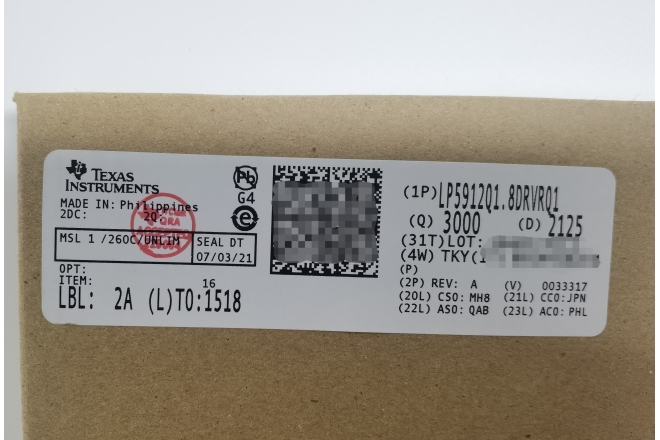 TEXAS
INSTRUMENTS
MADE IN: Philippines
2DC: 2Q
MSL 1 /260C/UNLIM
SEAL DT
07/03/21
OPT:
ITEM: 16
LBL: 2A (L)TO:1518
Pb
G4
e
(1P)LP5912Q1.8DRVRQ1
(Q) 3000 (D) 2125
(31T)LOT:
(4W) TKY(1
(P)
(2P) REV: A (V) 0033317
(20L) CSO: MH8 (21L) CCO:JPN
(22L) ASO: QAB (23L) ACO: PHL